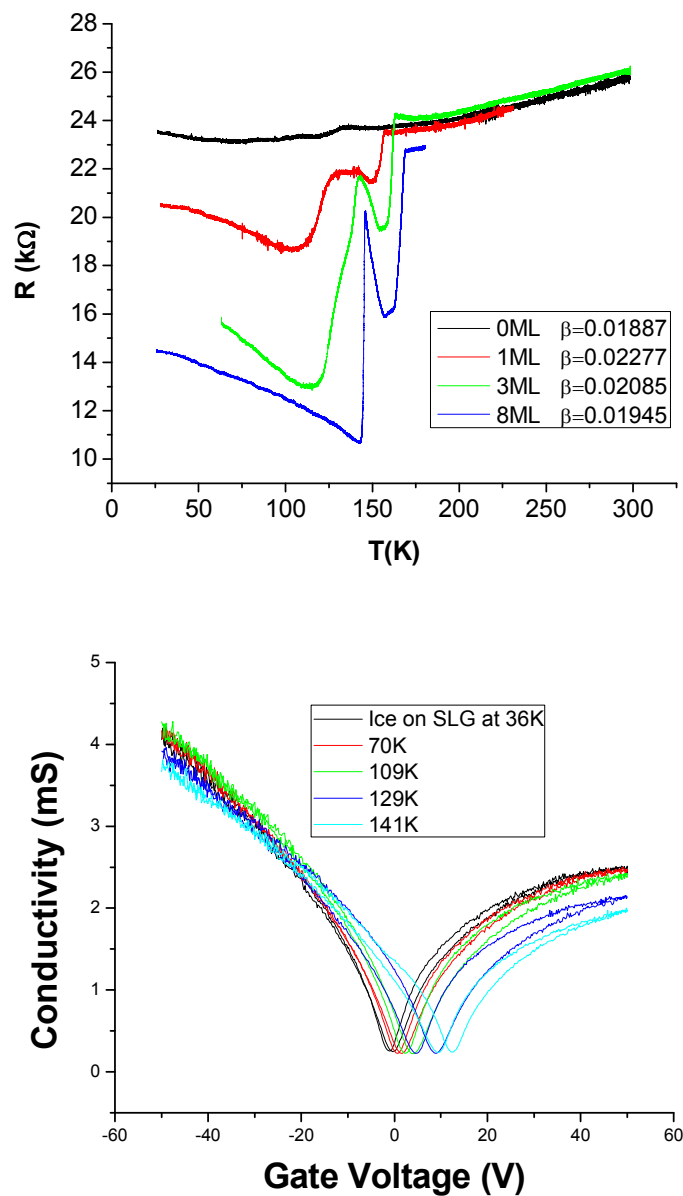 28
26
24
22
20
18
16
14
12
10
R (kΩ)
0ML β=0.01887
1ML β=0.02277
3ML β=0.02085
8ML β=0.01945
0 50 100 150 200 250 300
T(K)
5
4
3
2
1
0
Conductivity (mS)
Ice on SLG at 36K
70K
109K
129K
141K
-60 -40 -20 0 20 40 60
Gate Voltage (V)